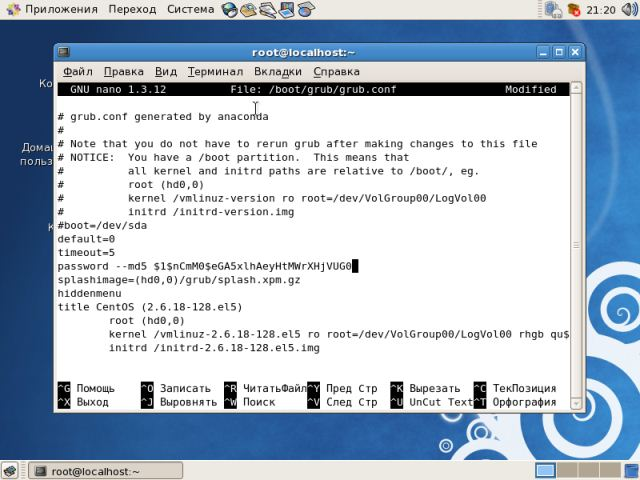 Приложения Переход Система 21:20
root@localhost:~
Файл Правка Вид Терминал Вкладки Справка
GNU nano 1.3.12 File: /boot/grub/grub.conf Modified
# grub.conf generated by anaconda
#
# Note that you do not have to rerun grub after making changes to this file
# NOTICE:  You have a /boot partition.  This means that
#          all kernel and initrd paths are relative to /boot/, eg.
#          root (hd0,0)
#          kernel /vmlinuz-version ro root=/dev/VolGroup00/LogVol00
#          initrd /initrd-version.img
#boot=/dev/sda
default=0
timeout=5
password --md5 $1$nCmM0$eGA5xlhAeyHtMWrXHjVUG0
splashimage=(hd0,0)/grub/splash.xpm.gz
hiddenmenu
title CentOS (2.6.18-128.el5)
        root (hd0,0)
        kernel /vmlinuz-2.6.18-128.el5 ro root=/dev/VolGroup00/LogVol00 rhgb qu$
        initrd /initrd-2.6.18-128.el5.img
^G Помощь ^O Записать ^R ЧитатьФайл ^Y Пред Стр ^K Вырезать ^C ТекПозиция
^X Выход ^J Выровнять ^W Поиск ^V След Стр ^U UnCut Text ^T Орфография
root@localhost:~